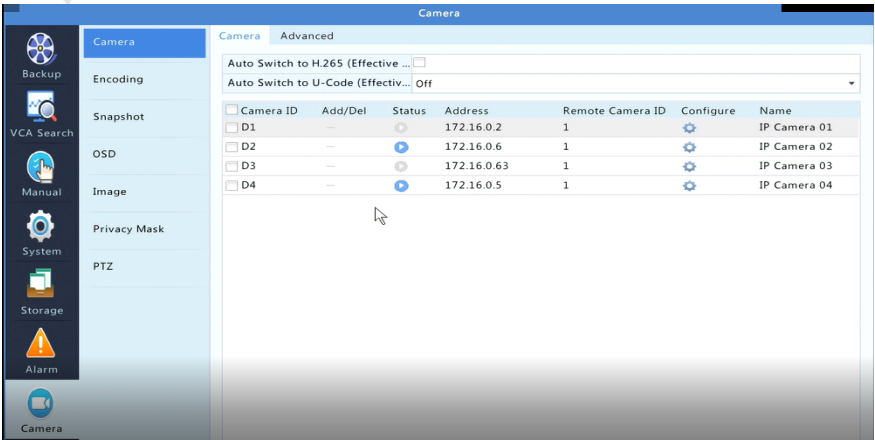 Camera
Backup
VCA Search
Manual
System
Storage
Alarm
Camera
Camera
Encoding
Snapshot
OSD
Image
Privacy Mask
PTZ
Camera Advanced
Auto Switch to H.265 (Effective ...
Auto Switch to U-Code (Effectiv... Off
Camera ID Add/Del Status Address Remote Camera ID Configure Name
D1 — 172.16.0.2 1 IP Camera 01
D2 — 172.16.0.6 1 IP Camera 02
D3 — 172.16.0.63 1 IP Camera 03
D4 — 172.16.0.5 1 IP Camera 04